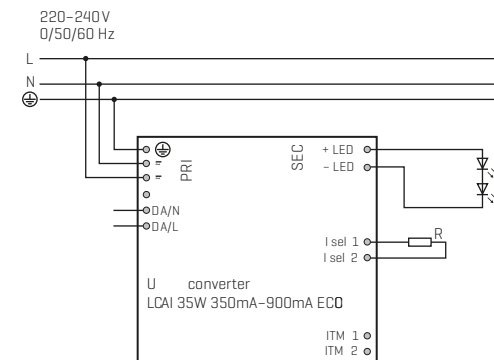 220–240 V
0/50/60 Hz
L
N
PRI
SEC
+ LED
– LED
DA/N
DA/L
I sel 1
I sel 2
R
U converter
LCAI 35W 350mA–900mA ECO
ITM 1
ITM 2